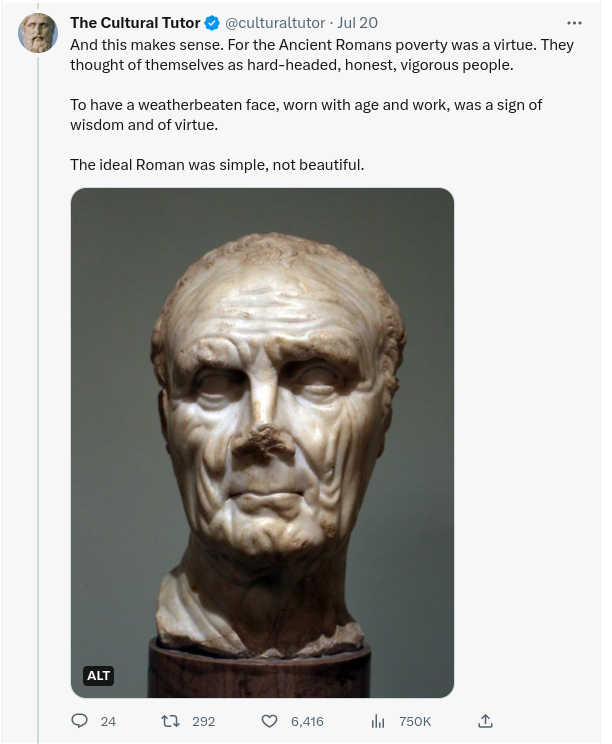 The Cultural Tutor @culturaltutor · Jul 20
And this makes sense. For the Ancient Romans poverty was a virtue. They
thought of themselves as hard-headed, honest, vigorous people.
To have a weatherbeaten face, worn with age and work, was a sign of
wisdom and of virtue.
The ideal Roman was simple, not beautiful.
ALT
24 292 6,416 750K